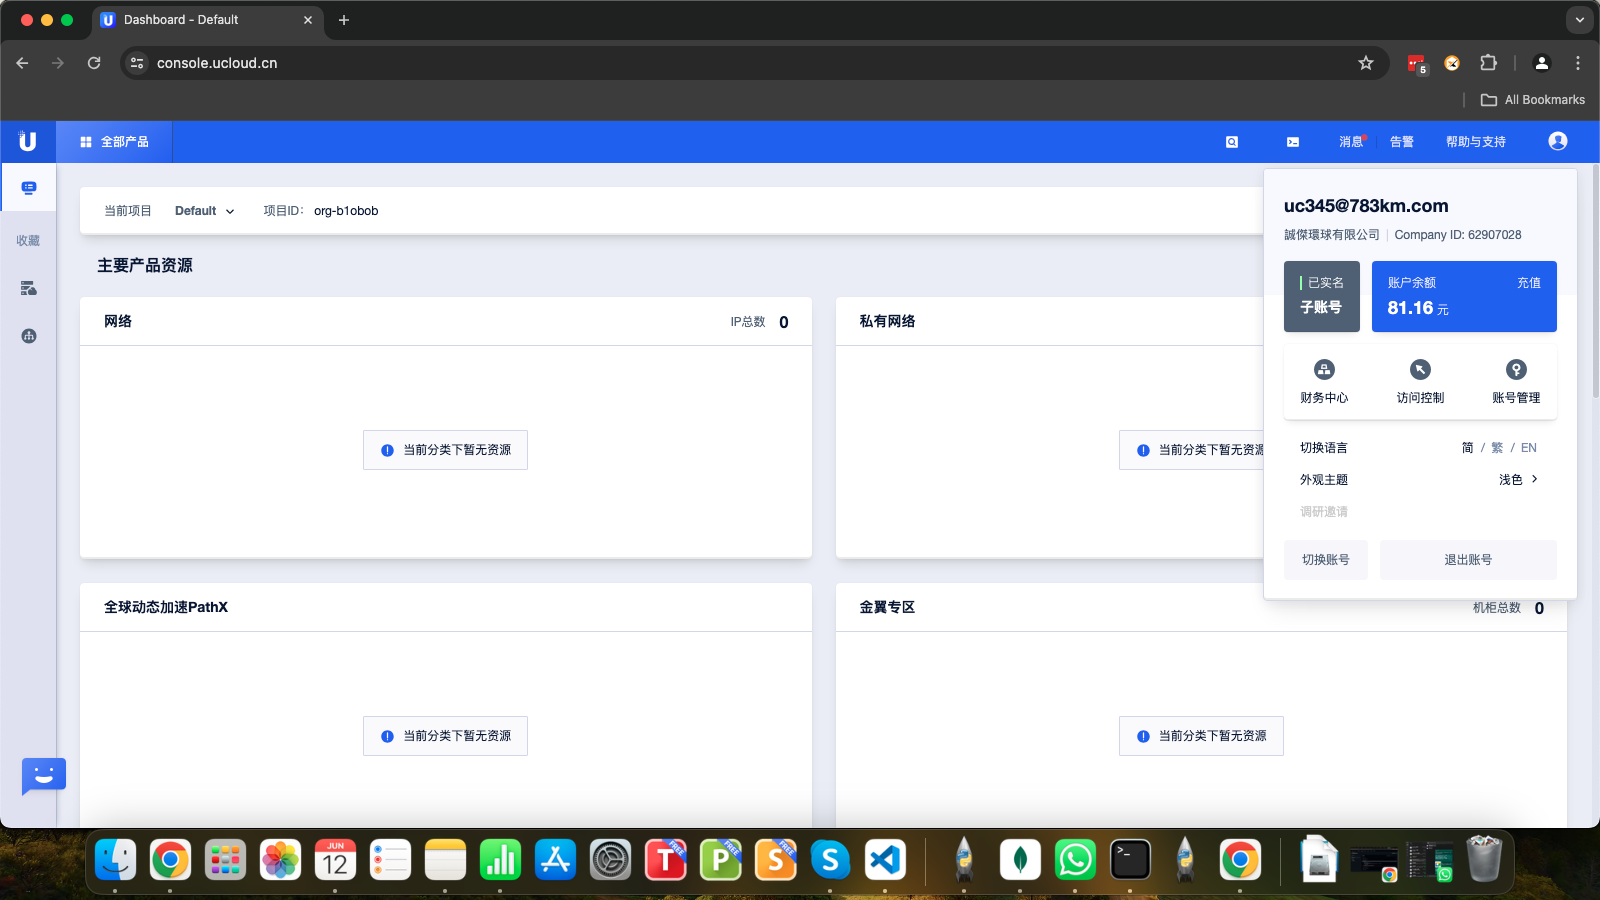 Dashboard - Default
console.ucloud.cn
5
All Bookmarks
U
全部产品
消息
告警
帮助与支持
收藏
当前项目
Default
项目ID: org-b1obob
主要产品资源
网络
IP总数 0
当前分类下暂无资源
私有网络
当前分类下暂无资源
全球动态加速PathX
当前分类下暂无资源
金翼专区
机柜总数 0
当前分类下暂无资源
uc345@783km.com
誠傑環球有限公司 | Company ID: 62907028
已实名
子账号
账户余额
充值
81.16 元
财务中心
访问控制
账号管理
切换语言
简 / 繁 / EN
外观主题
浅色
调研邀请
切换账号
退出账号
JUN
12
T
FREE
P
FREE
S
FREE
S
>_